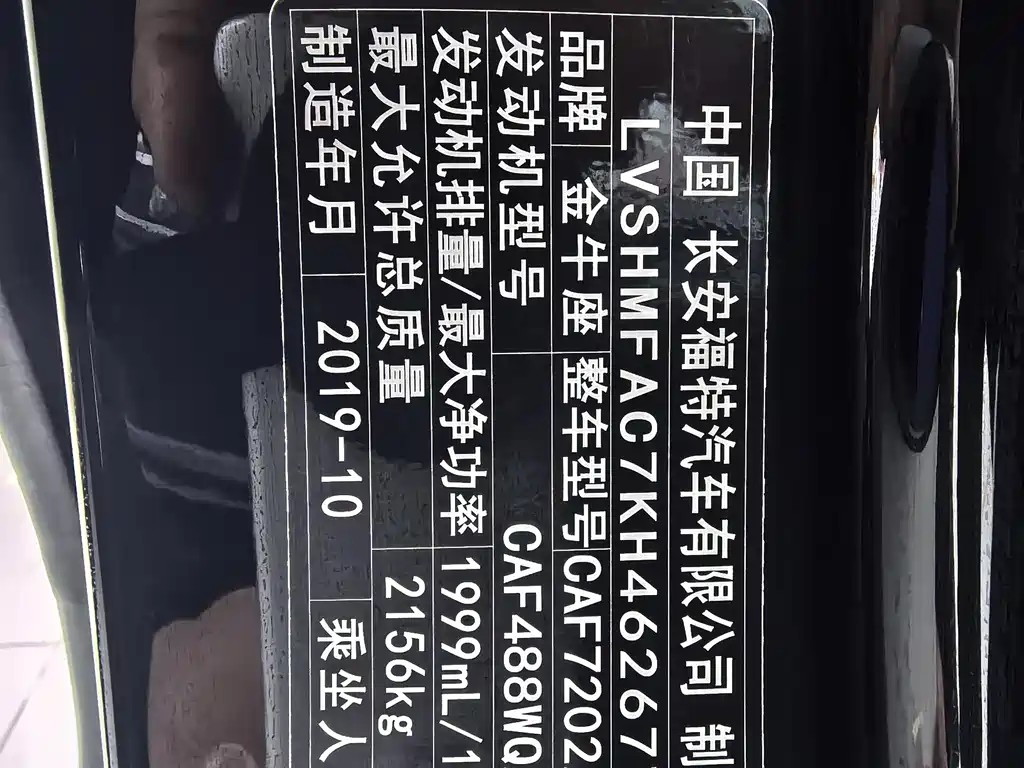 中国 长安福特汽车有限公司 制
LVSHMFAC7KH46267
品牌 金牛座 整车型号 CAF7202
发动机型号 CAF488WQ
发动机排量/最大净功率 1999mL/1
最大允许总质量 2156kg
制造年月 2019-10 乘坐人